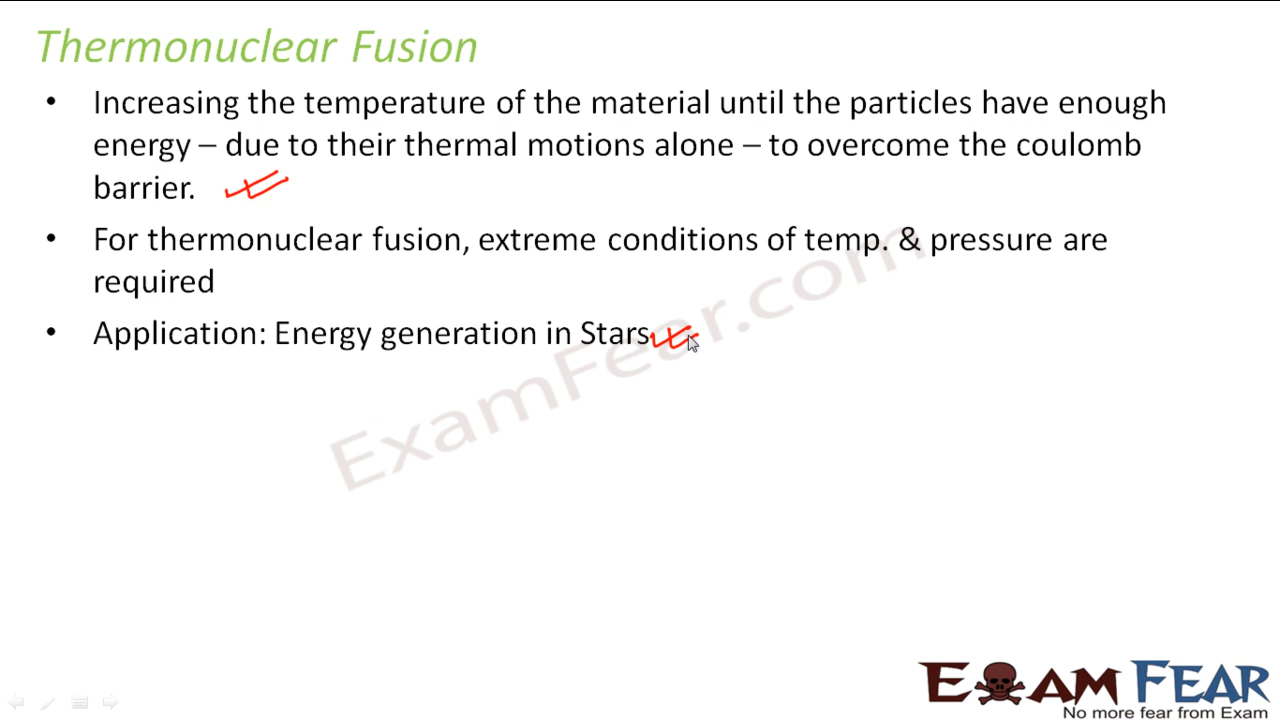 Thermonuclear Fusion
• Increasing the temperature of the material until the particles have enough
energy – due to their thermal motions alone – to overcome the coulomb
barrier.
• For thermonuclear fusion, extreme conditions of temp. & pressure are
required
• Application: Energy generation in Stars
ExamFear.com
EXAM FEAR
No more fear from Exam